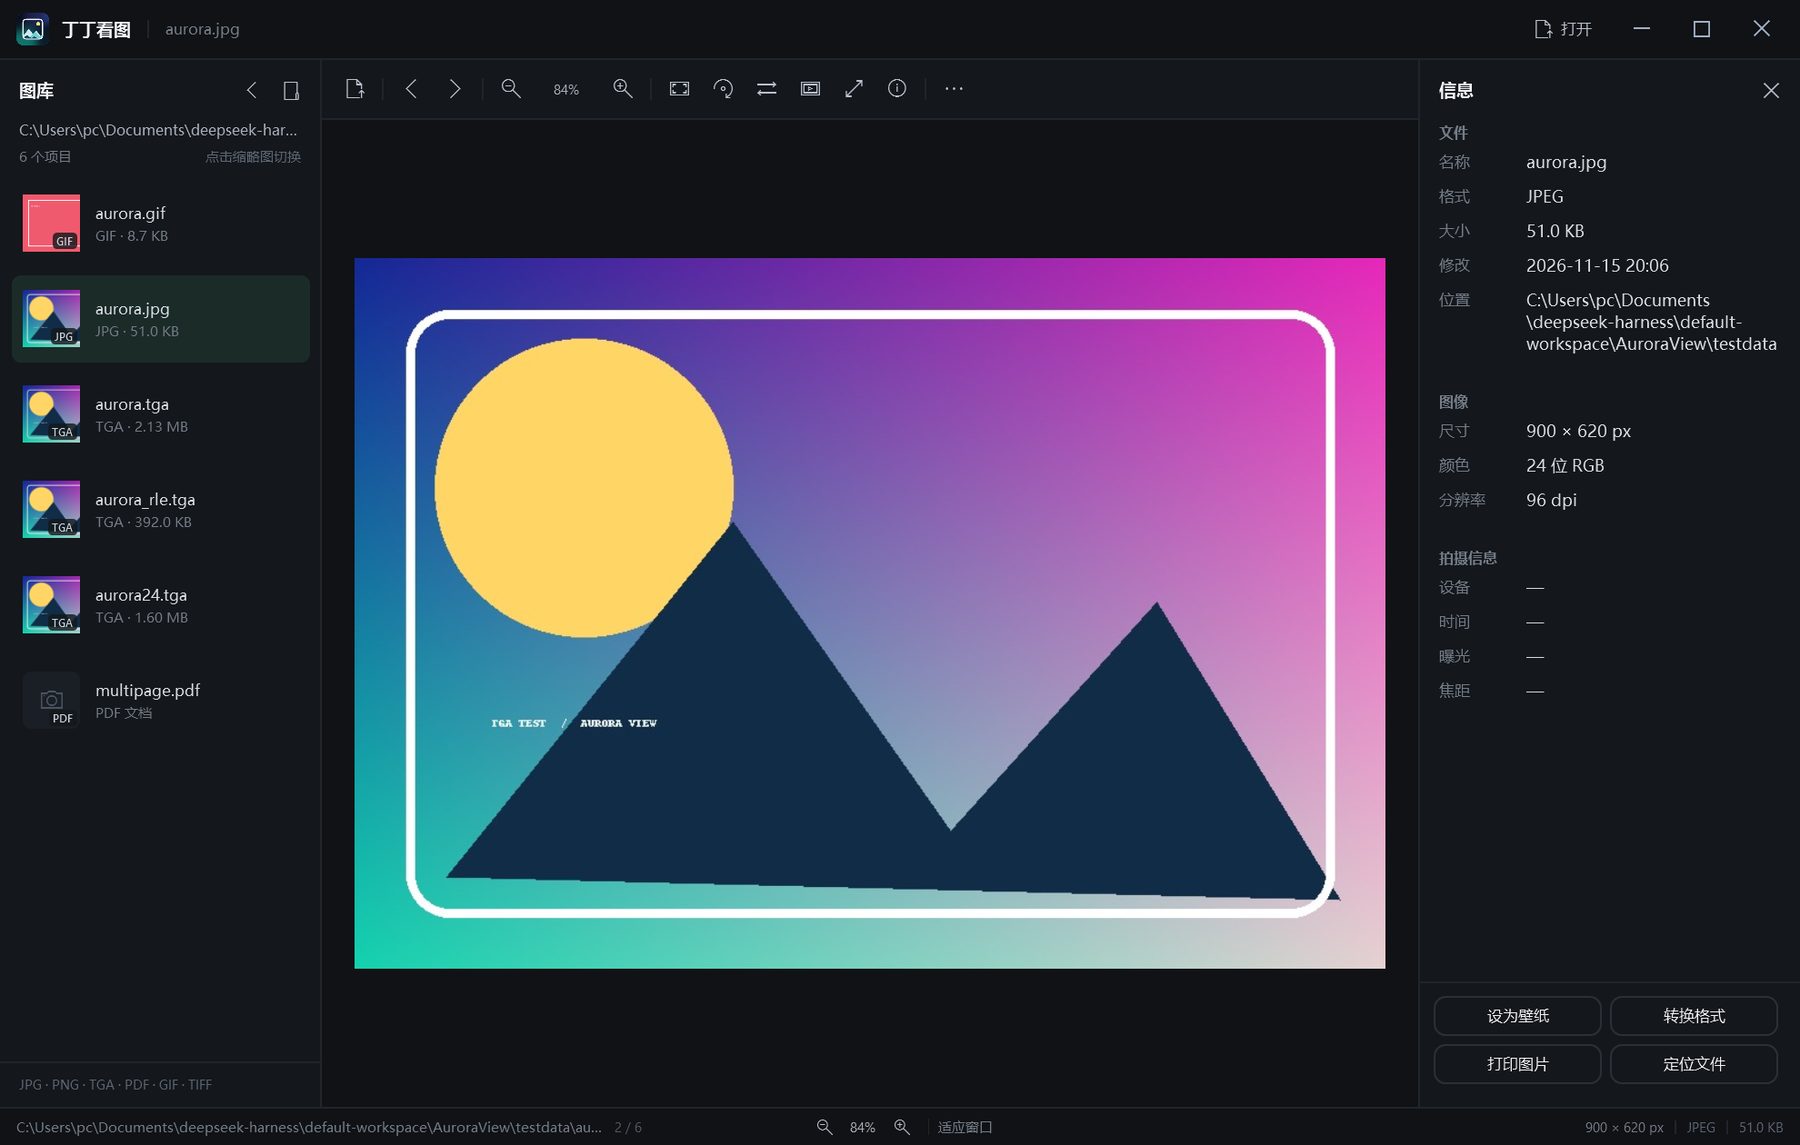 丁丁看图
aurora.jpg
打开
图库
C:\Users\pc\Documents\deepseek-har...
6 个项目
点击缩略图切换
GIF
aurora.gif
GIF · 8.7 KB
JPG
aurora.jpg
JPG · 51.0 KB
TGA
aurora.tga
TGA · 2.13 MB
TGA
aurora_rle.tga
TGA · 392.0 KB
TGA
aurora24.tga
TGA · 1.60 MB
PDF
multipage.pdf
PDF 文档
JPG · PNG · TGA · PDF · GIF · TIFF
84%
TGA TEST / AURORA VIEW
信息
文件
名称 aurora.jpg
格式 JPEG
大小 51.0 KB
修改 2026-11-15 20:06
位置 C:\Users\pc\Documents
\deepseek-harness\default-
workspace\AuroraView\testdata
图像
尺寸 900 × 620 px
颜色 24 位 RGB
分辨率 96 dpi
拍摄信息
设备 —
时间 —
曝光 —
焦距 —
设为壁纸
转换格式
打印图片
定位文件
C:\Users\pc\Documents\deepseek-harness\default-workspace\AuroraView\testdata\au... 2 / 6
84%
适应窗口
900 × 620 px
JPEG
51.0 KB